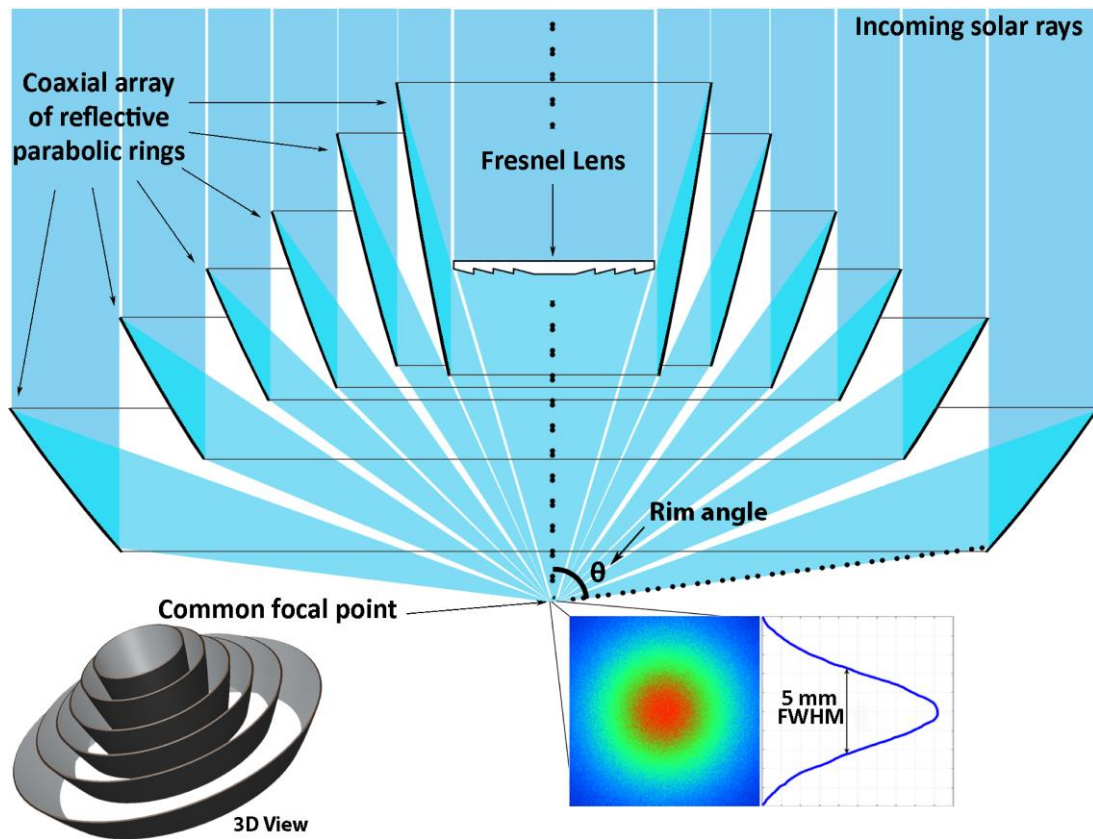 Incoming solar rays
Coaxial array
of reflective
parabolic rings
Fresnel Lens
Rim angle
θ
Common focal point
5 mm
FWHM
3D View